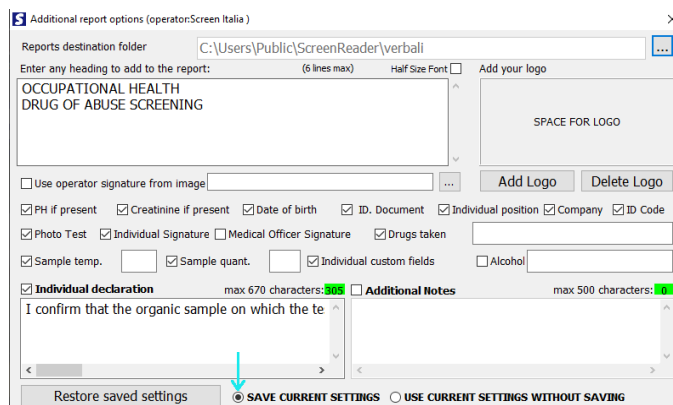 Additional report options (operator:Screen Italia )
Reports destination folder C:\Users\Public\ScreenReader\verbali ...
Enter any heading to add to the report: (6 lines max) Half Size Font Add your logo
OCCUPATIONAL HEALTH
DRUG OF ABUSE SCREENING
SPACE FOR LOGO
Use operator signature from image ... Add Logo Delete Logo
PH if present Creatinine if present Date of birth ID. Document Individual position Company ID Code
Photo Test Individual Signature Medical Officer Signature Drugs taken
Sample temp. Sample quant. Individual custom fields Alcohol
Individual declaration max 670 characters: 305 Additional Notes max 500 characters: 0
I confirm that the organic sample on which the te
Restore saved settings SAVE CURRENT SETTINGS USE CURRENT SETTINGS WITHOUT SAVING